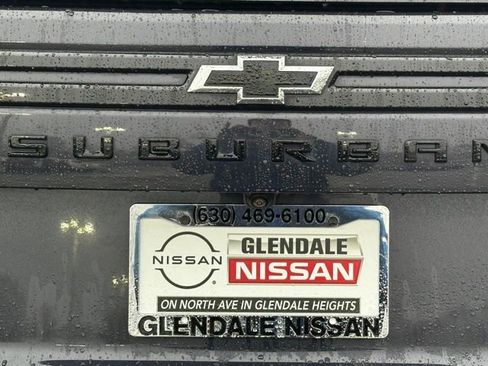 SUBURBAN
(630) 469-6100
NISSAN
GLENDALE
NISSAN
ON NORTH AVE IN GLENDALE HEIGHTS
GLENDALE NISSAN